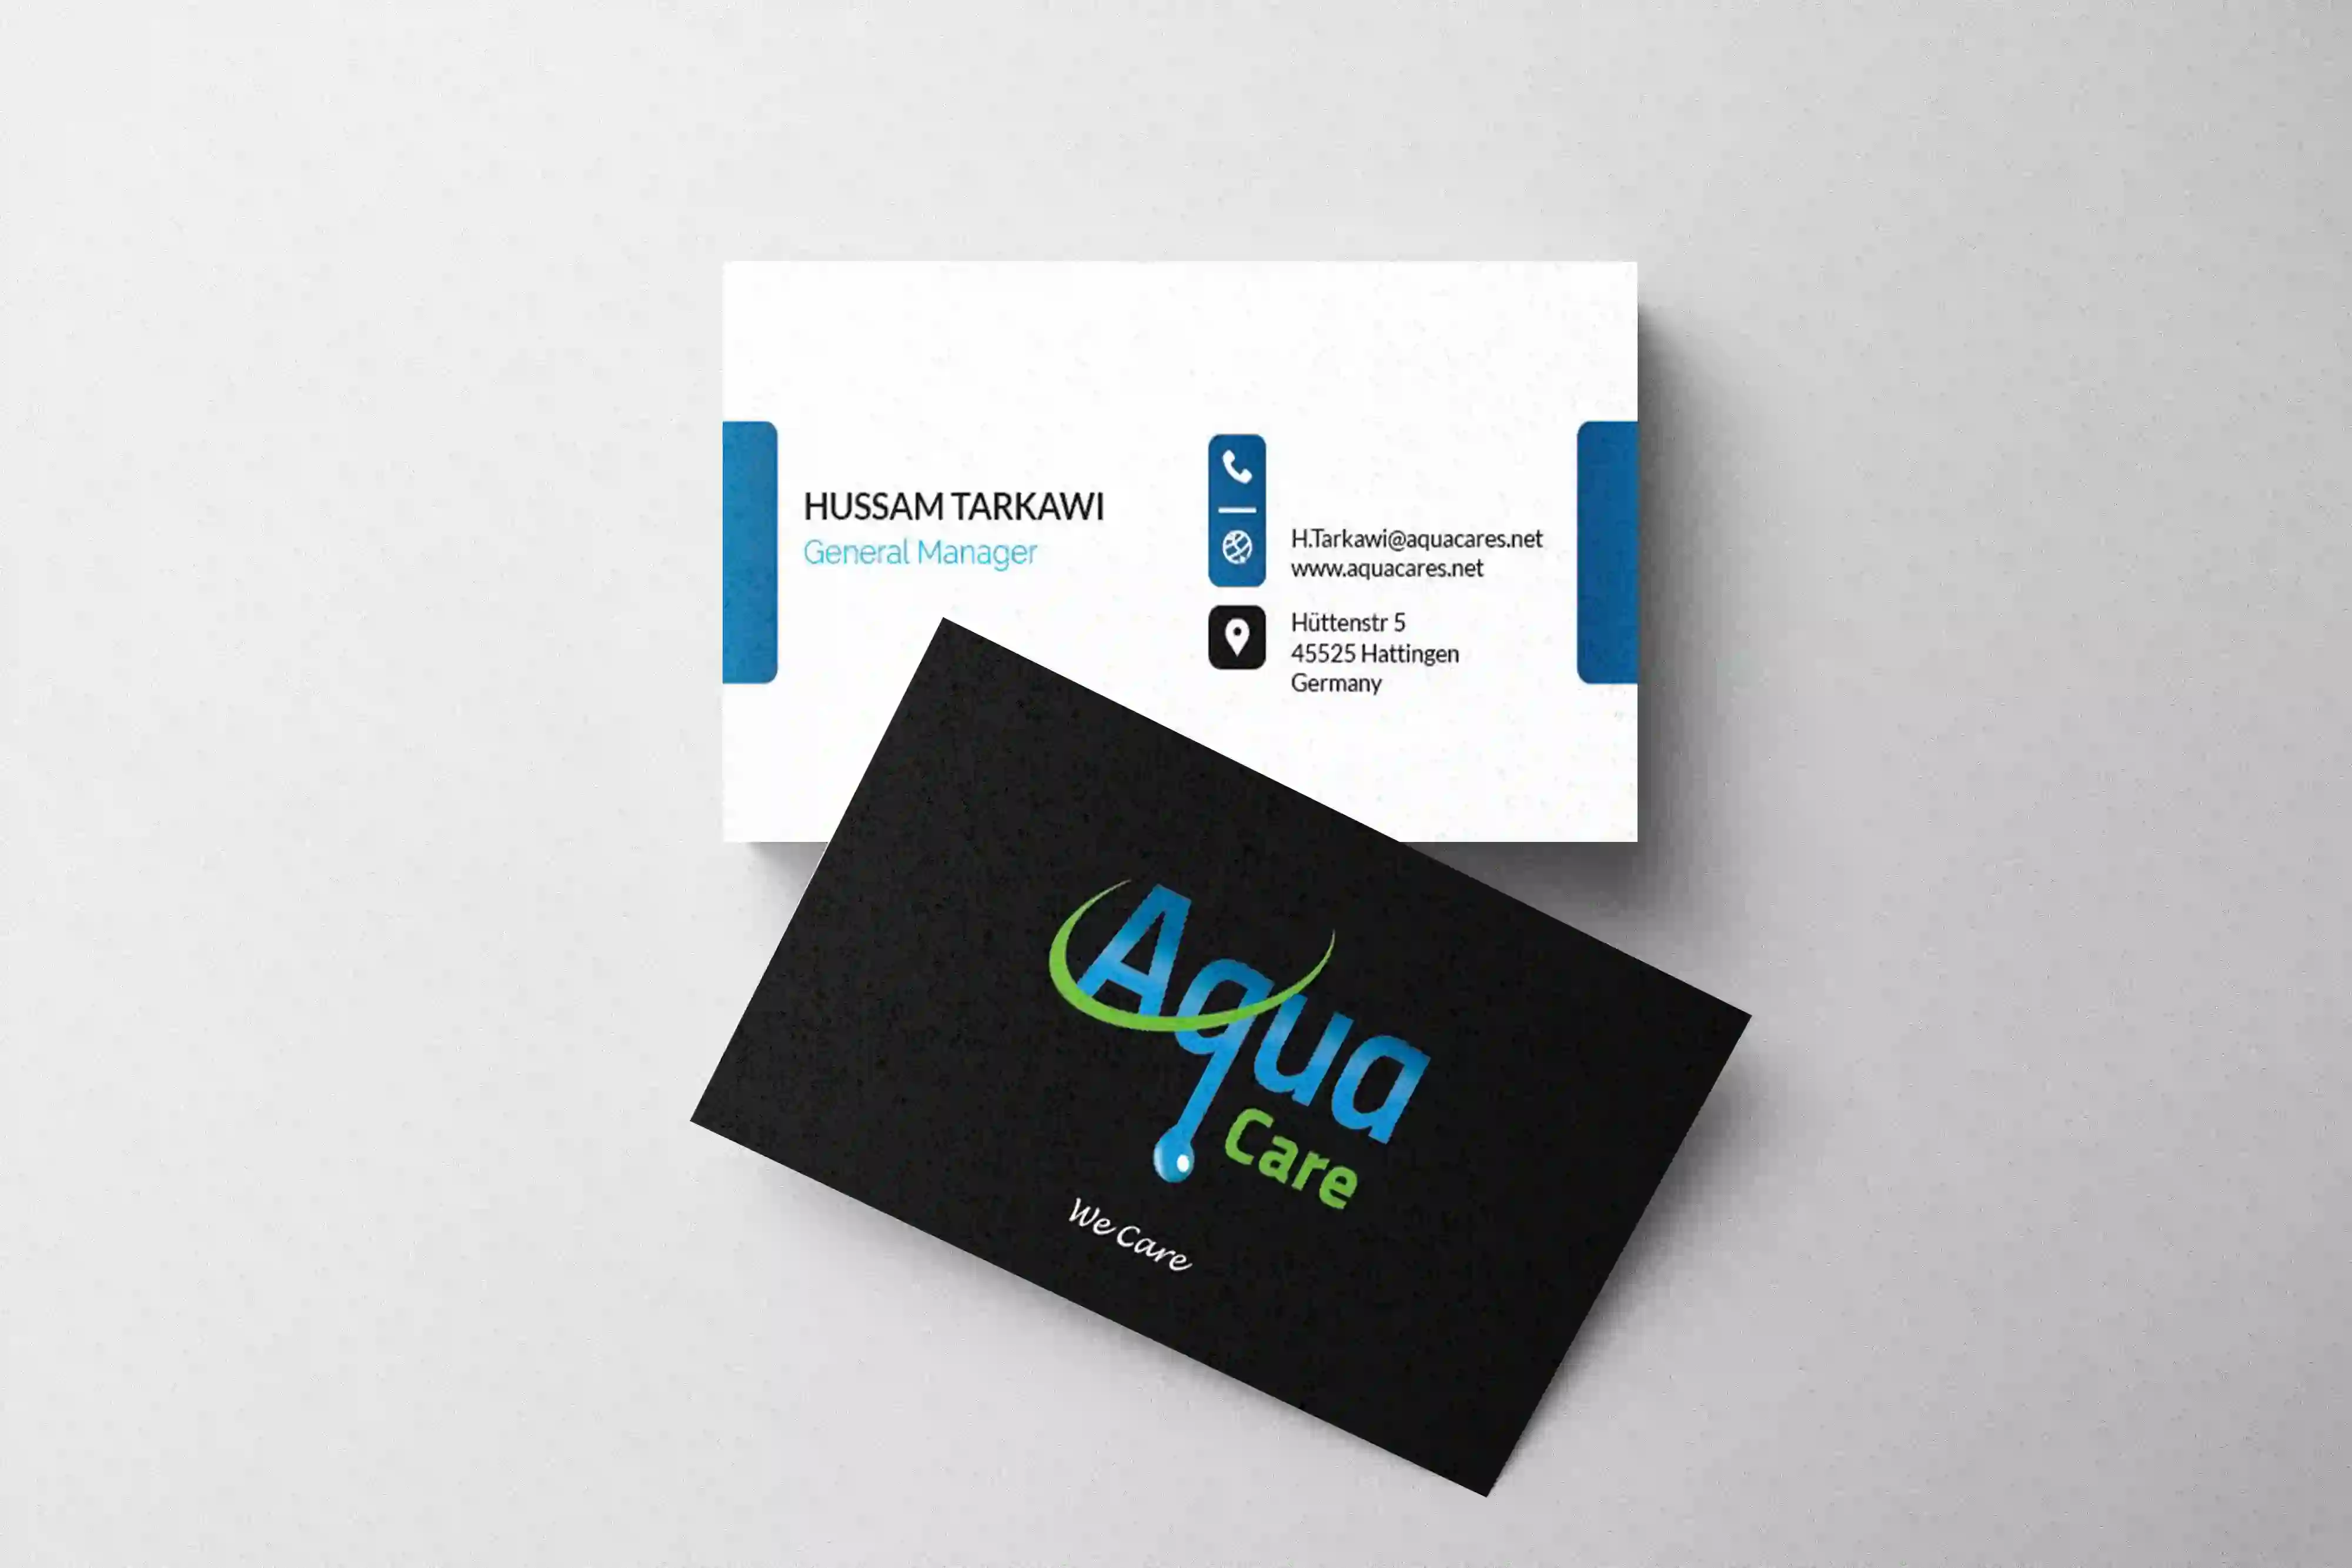 HUSSAM TARKAWI
General Manager
H.Tarkawi@aquacares.net
www.aquacares.net
Hüttenstr 5
45525 Hattingen
Germany
Aqua
Care
We Care